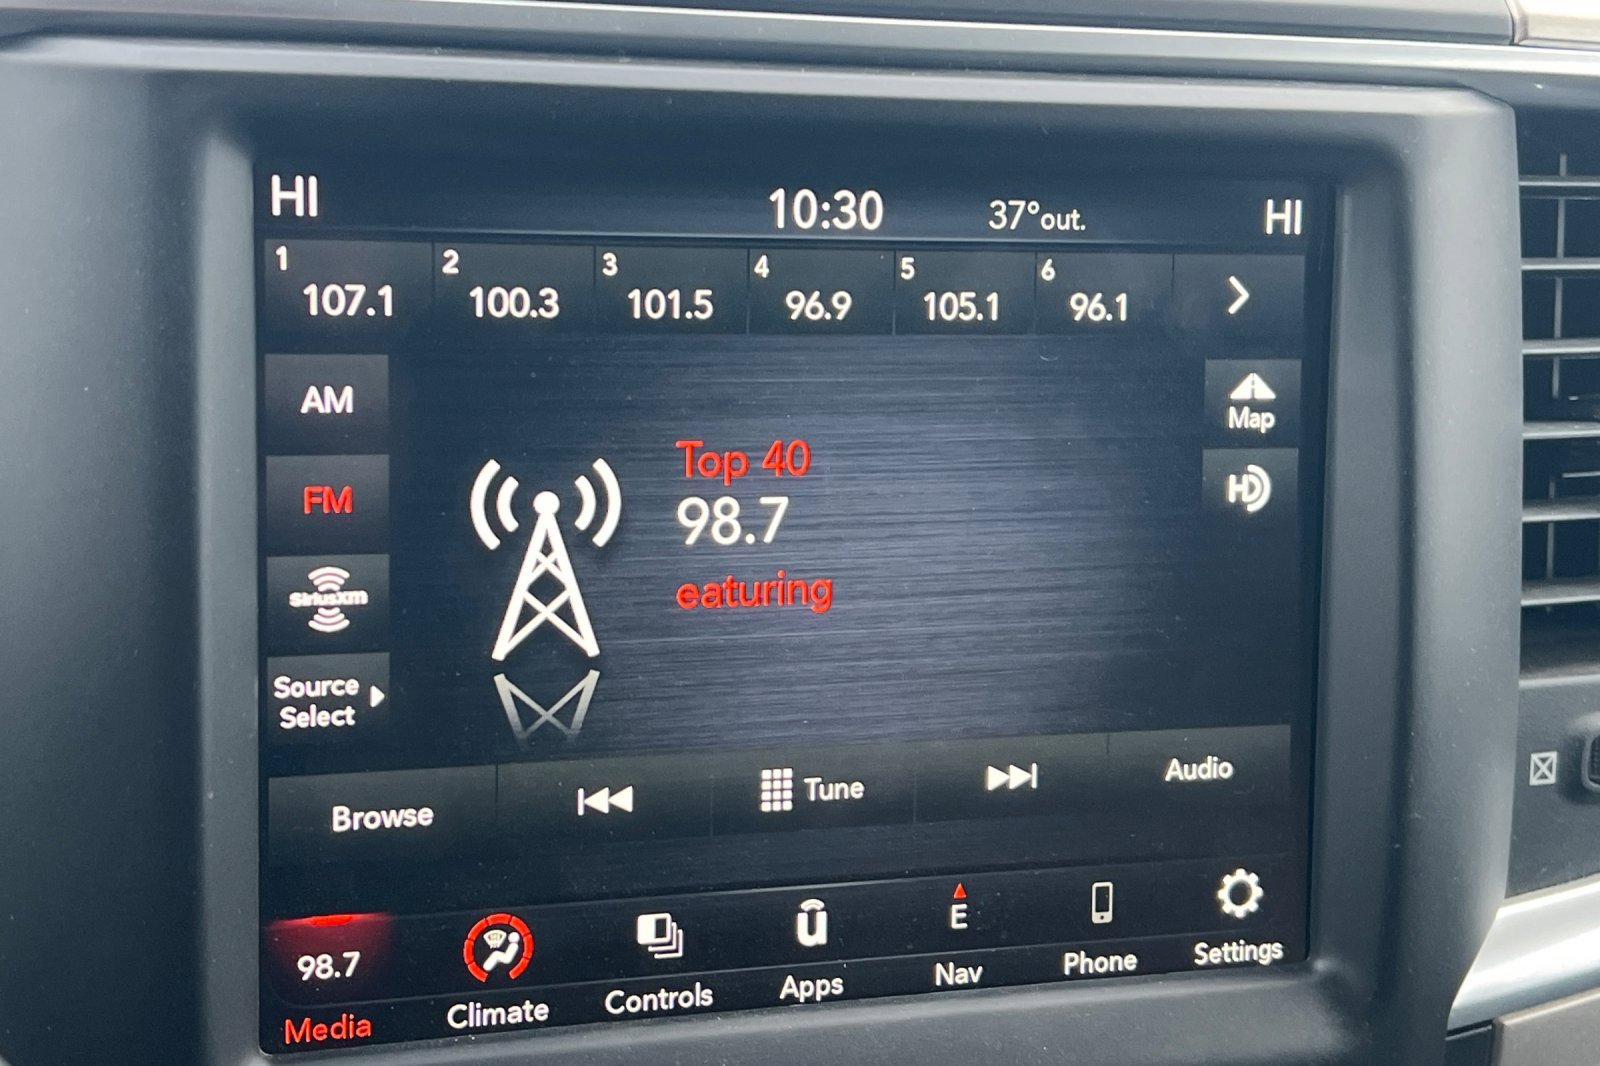 HI 10:30 37°out. HI
1 2 3 4 5 6
107.1 100.3 101.5 96.9 105.1 96.1
AM
FM
SiriusXM
Source
Select
Top 40
98.7
eaturing
Map
HD
Browse Tune Audio
98.7 E
Media Climate Controls Apps Nav Phone Settings